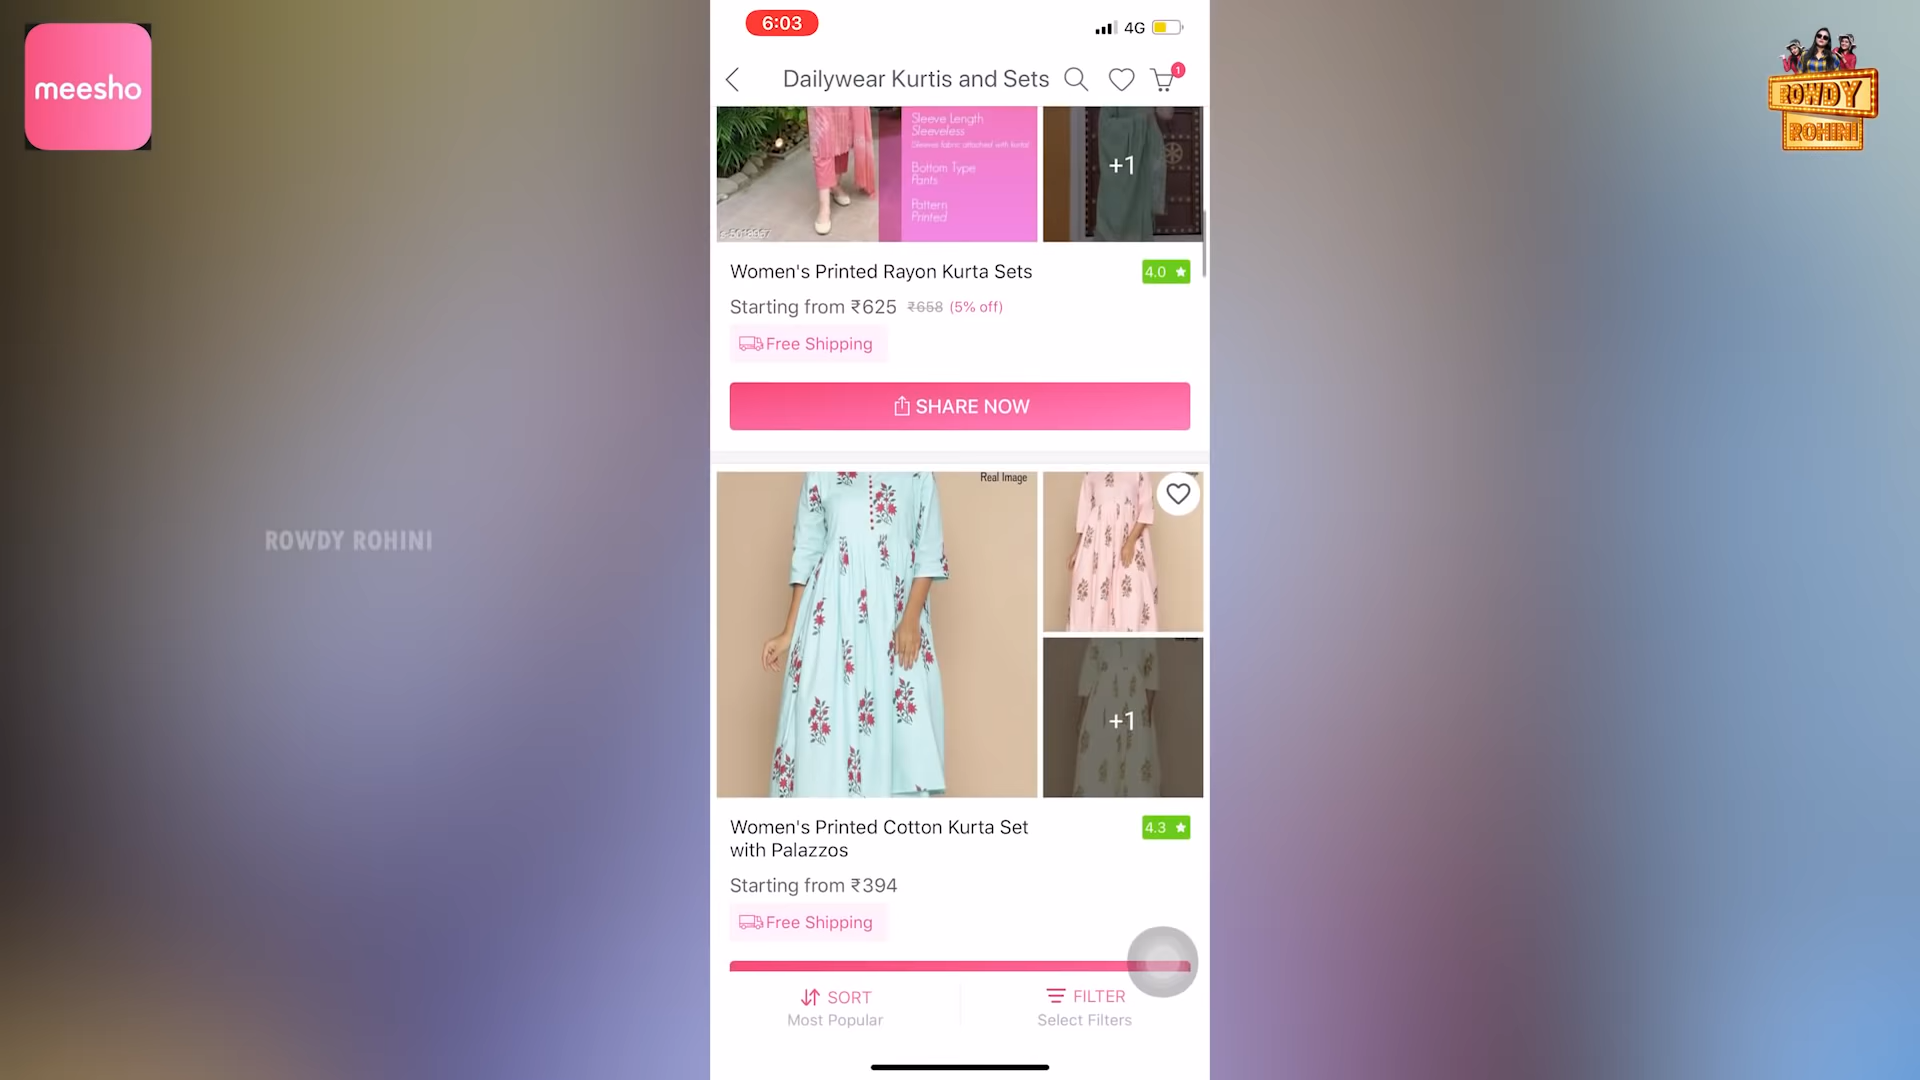 meesho
6:03
4G
Dailywear Kurtis and Sets
1
ROWDY
ROHINI
Sleeve Length
Sleeveless
Bottom Type
Pants
Pattern
Printed
+1
s-5018967
Women's Printed Rayon Kurta Sets
4.0
Starting from ₹625 ₹658 (5% off)
Free Shipping
SHARE NOW
Real Image
ROWDY ROHINI
+1
Women's Printed Cotton Kurta Set
with Palazzos
4.3
Starting from ₹394
Free Shipping
SORT
Most Popular
FILTER
Select Filters